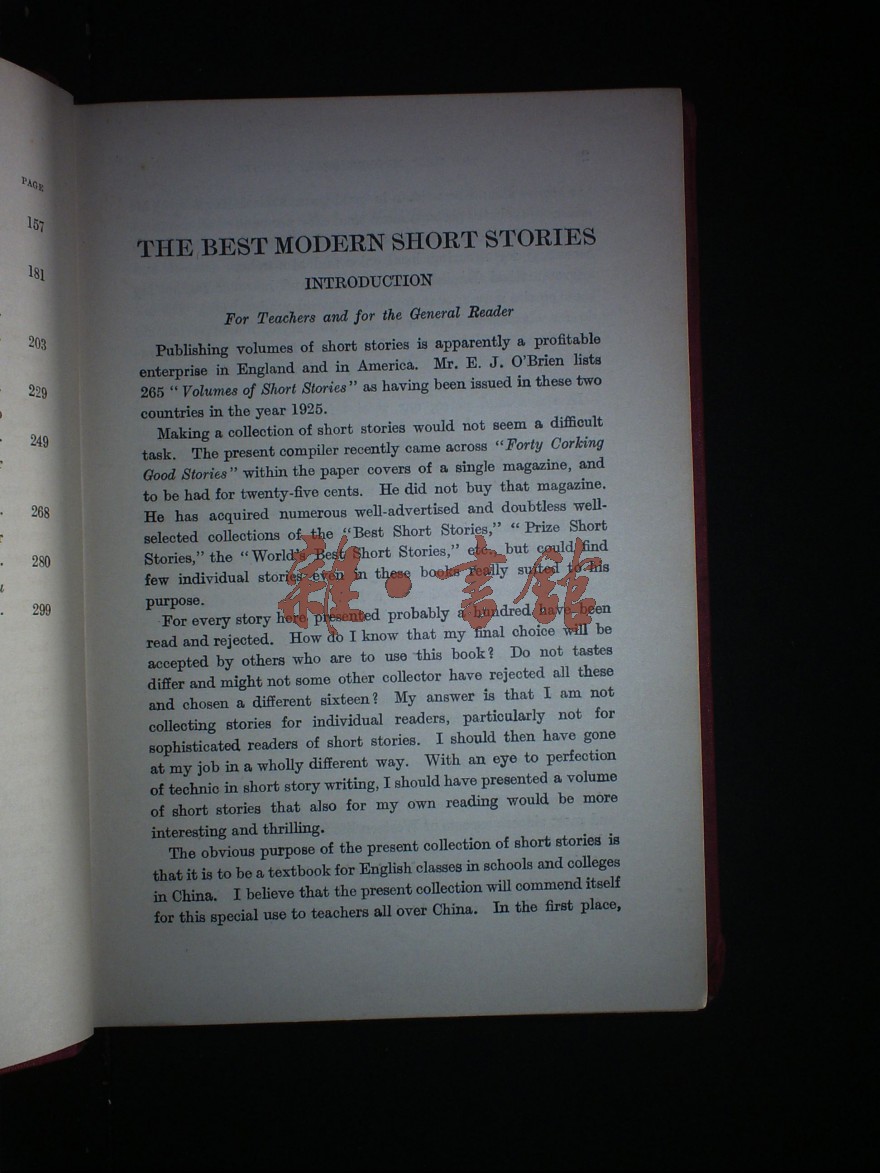 PAGE
157
181
203
229
249
268
280
299
THE BEST MODERN SHORT STORIES
INTRODUCTION
For Teachers and for the General Reader
Publishing volumes of short stories is apparently a profitable
enterprise in England and in America. Mr. E. J. O'Brien lists
265 "Volumes of Short Stories" as having been issued in these two
countries in the year 1925.
Making a collection of short stories would not seem a difficult
task. The present compiler recently came across "Forty Corking
Good Stories" within the paper covers of a single magazine, and
to be had for twenty-five cents. He did not buy that magazine.
He has acquired numerous well-advertised and doubtless well-
selected collections of the "Best Short Stories," "Prize Short
Stories," the "World's Best Short Stories," etc., but could find
few individual stories even in these books really suited to his
purpose.
For every story here presented probably a hundred have been
read and rejected. How do I know that my final choice will be
accepted by others who are to use this book? Do not tastes
differ and might not some other collector have rejected all these
and chosen a different sixteen? My answer is that I am not
collecting stories for individual readers, particularly not for
sophisticated readers of short stories. I should then have gone
at my job in a wholly different way. With an eye to perfection
of technic in short story writing, I should have presented a volume
of short stories that also for my own reading would be more
interesting and thrilling.
The obvious purpose of the present collection of short stories is
that it is to be a textbook for English classes in schools and colleges
in China. I believe that the present collection will commend itself
for this special use to teachers all over China. In the first place,
雜·書館